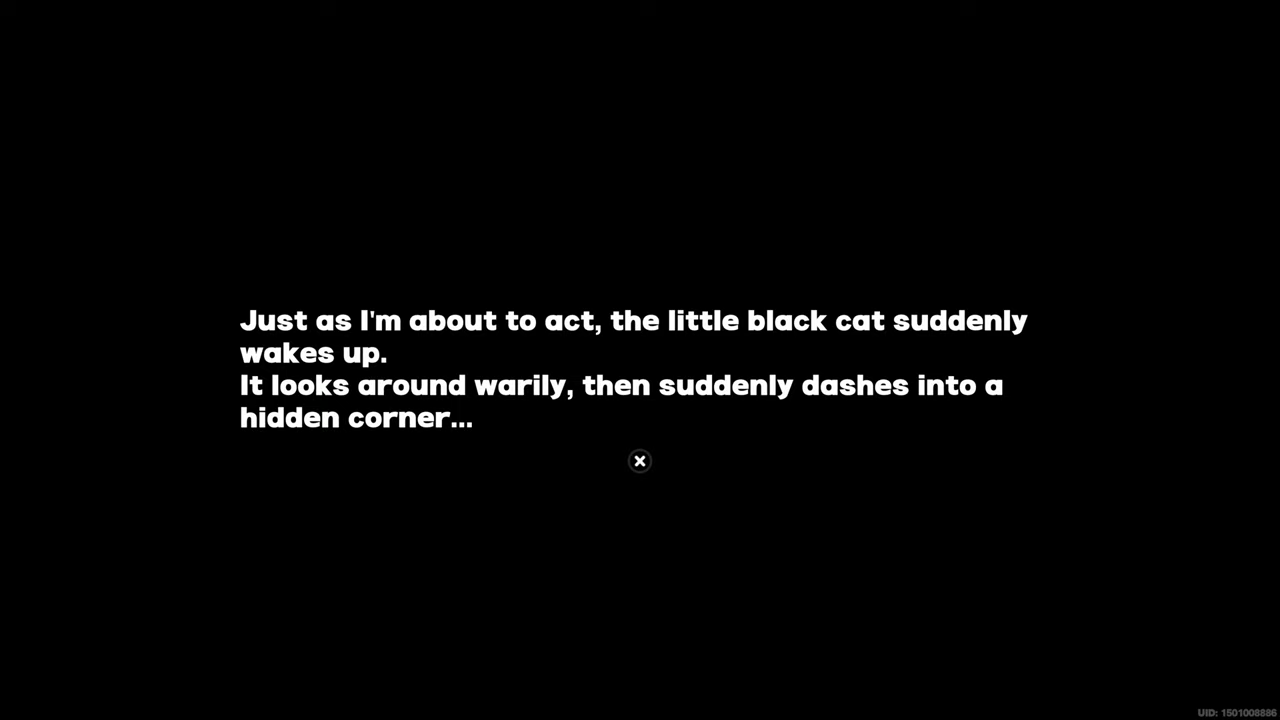 Just as I'm about to act, the little black cat suddenly
wakes up.
It looks around warily, then suddenly dashes into a
hidden corner...
UID: 1501008886